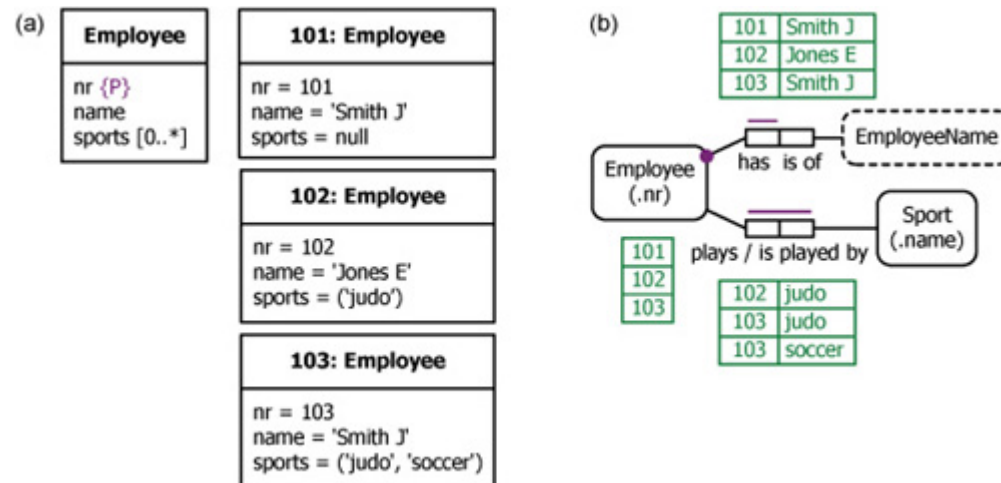 (a)
Employee
nr {P}
name
sports [0..*]
101: Employee
nr = 101
name = 'Smith J'
sports = null
102: Employee
nr = 102
name = 'Jones E'
sports = ('judo')
103: Employee
nr = 103
name = 'Smith J'
sports = ('judo', 'soccer')
(b)
101 Smith J
102 Jones E
103 Smith J
EmployeeName
has is of
Employee
(.nr)
Sport
(.name)
plays / is played by
101
102
103
102 judo
103 judo
103 soccer